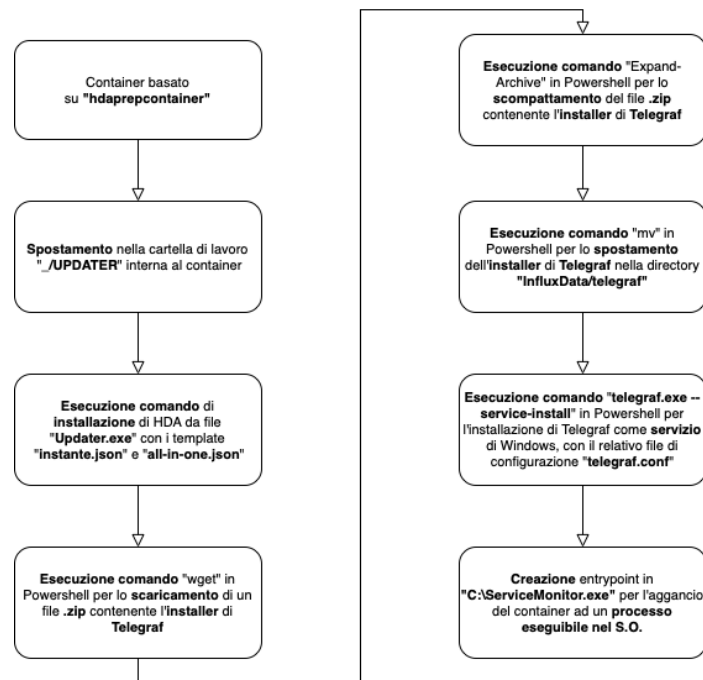 Container basato
su "hdaprepcontainer"
Spostamento nella cartella di lavoro
"_/UPDATER" interna al container
Esecuzione comando di
installazione di HDA da file
"Updater.exe" con i template
"instante.json" e "all-in-one.json"
Esecuzione comando "wget" in
Powershell per lo scaricamento di un
file .zip contenente l'installer di
Telegraf
Esecuzione comando "Expand-
Archive" in Powershell per lo
scompattamento del file .zip
contenente l'installer di Telegraf
Esecuzione comando "mv" in
Powershell per lo spostamento
dell'installer di Telegraf nella directory
"InfluxData/telegraf"
Esecuzione comando "telegraf.exe --
service-install" in Powershell per
l'installazione di Telegraf come servizio
di Windows, con il relativo file di
configurazione "telegraf.conf"
Creazione entrypoint in
"C:\ServiceMonitor.exe" per l'aggancio
del container ad un processo
eseguibile nel S.O.